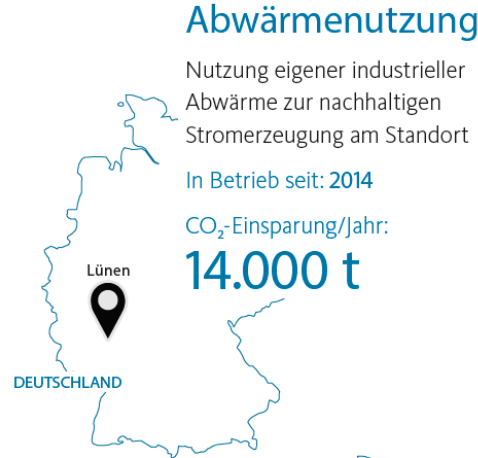 Abwärmenutzung
Nutzung eigener industrieller
Abwärme zur nachhaltigen
Stromerzeugung am Standort
In Betrieb seit: 2014
CO₂-Einsparung/Jahr:
14.000 t
Lünen
DEUTSCHLAND